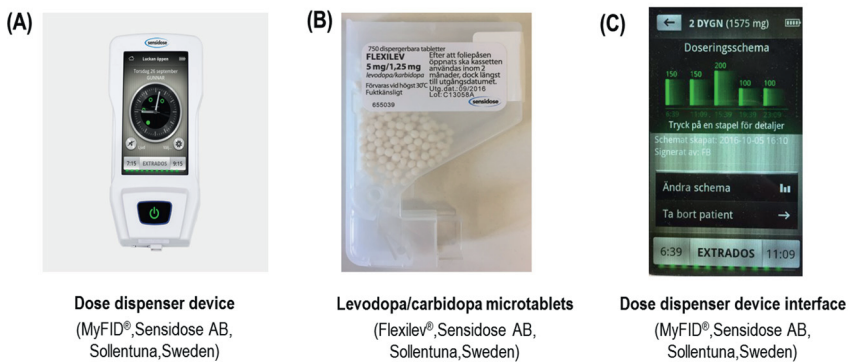 (A)
sensidose
Luckan öppen
Torsdag 28 september
GUNNAR
7:15 EXTRADOS 9:15
Dose dispenser device
(MyFID®,Sensidose AB,
Sollentuna,Sweden)
(B)
750 dispergerbara tabletter
FLEXILEV
5 mg/1,25 mg
levodopa/karbidopa
Förvaras vid högst 30°C
Fuktkänsligt
655039
Efter att foliepåsen
öppnats ska kassetten
användas inom 2
månader, dock längst
till utgångsdatumet.
Utg.dat.: 09/2016
Lot: C13058A
sensidose
Levodopa/carbidopa microtablets
(Flexilev®,Sensidose AB,
Sollentuna,Sweden)
(C)
2 DYGN (1575 mg)
Doseringsschema
150 150 200 100 100
Tryck på en stapel för detaljer
Schemat skapat: 2016-10-05 16:10
Signerat av: FB
Ändra schema
Ta bort patient
6:39 EXTRADOS 11:09
Dose dispenser device interface
(MyFID®,Sensidose AB,
Sollentuna,Sweden)